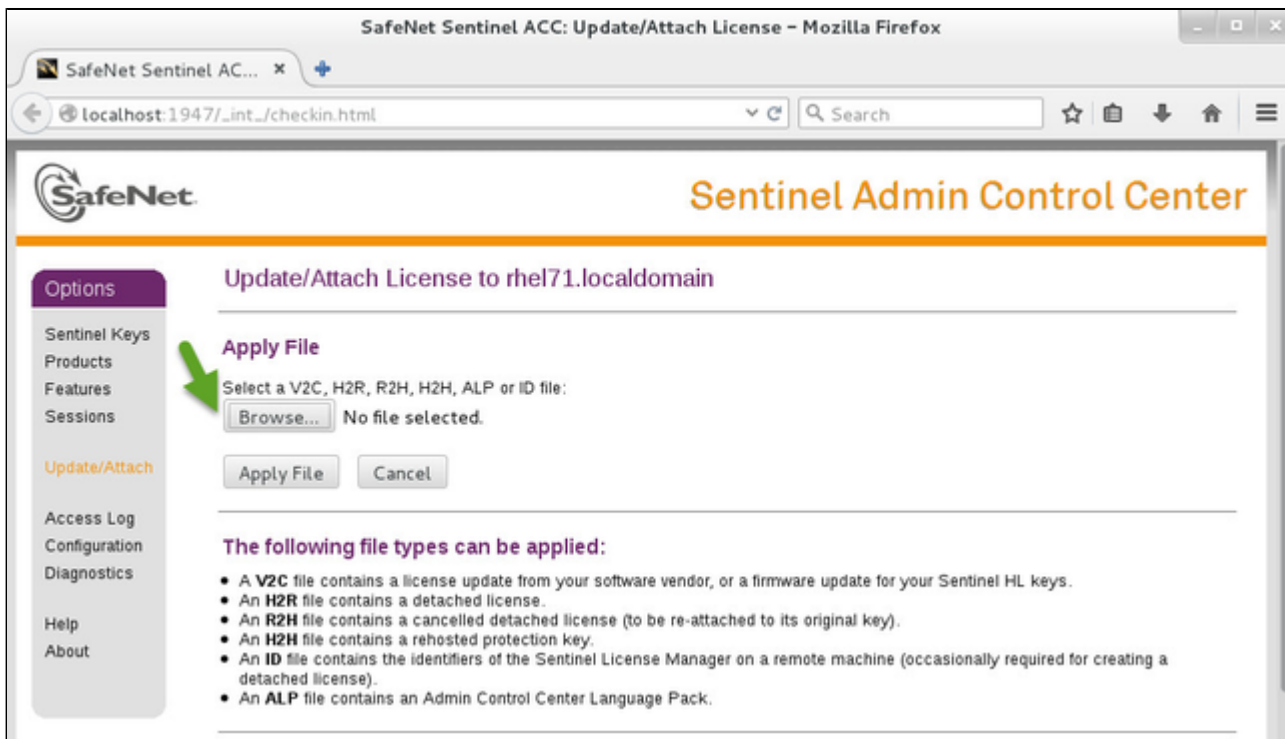 SafeNet Sentinel ACC: Update/Attach License - Mozilla Firefox
SafeNet Sentinel AC...
localhost:1947/_int_/checkin.html
Search
SafeNet.
Sentinel Admin Control Center
Options
Sentinel Keys
Products
Features
Sessions
Update/Attach
Access Log
Configuration
Diagnostics
Help
About
Update/Attach License to rhel71.localdomain
Apply File
Select a V2C, H2R, R2H, H2H, ALP or ID file:
Browse... No file selected.
Apply File Cancel
The following file types can be applied:
• A V2C file contains a license update from your software vendor, or a firmware update for your Sentinel HL keys.
• An H2R file contains a detached license.
• An R2H file contains a cancelled detached license (to be re-attached to its original key).
• An H2H file contains a rehosted protection key.
• An ID file contains the identifiers of the Sentinel License Manager on a remote machine (occasionally required for creating a
detached license).
• An ALP file contains an Admin Control Center Language Pack.